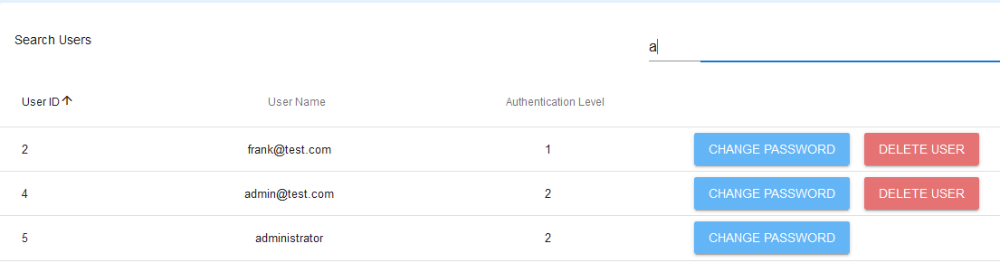 Search Users
a
User ID User Name Authentication Level
2 frank@test.com 1 CHANGE PASSWORD DELETE USER
4 admin@test.com 2 CHANGE PASSWORD DELETE USER
5 administrator 2 CHANGE PASSWORD